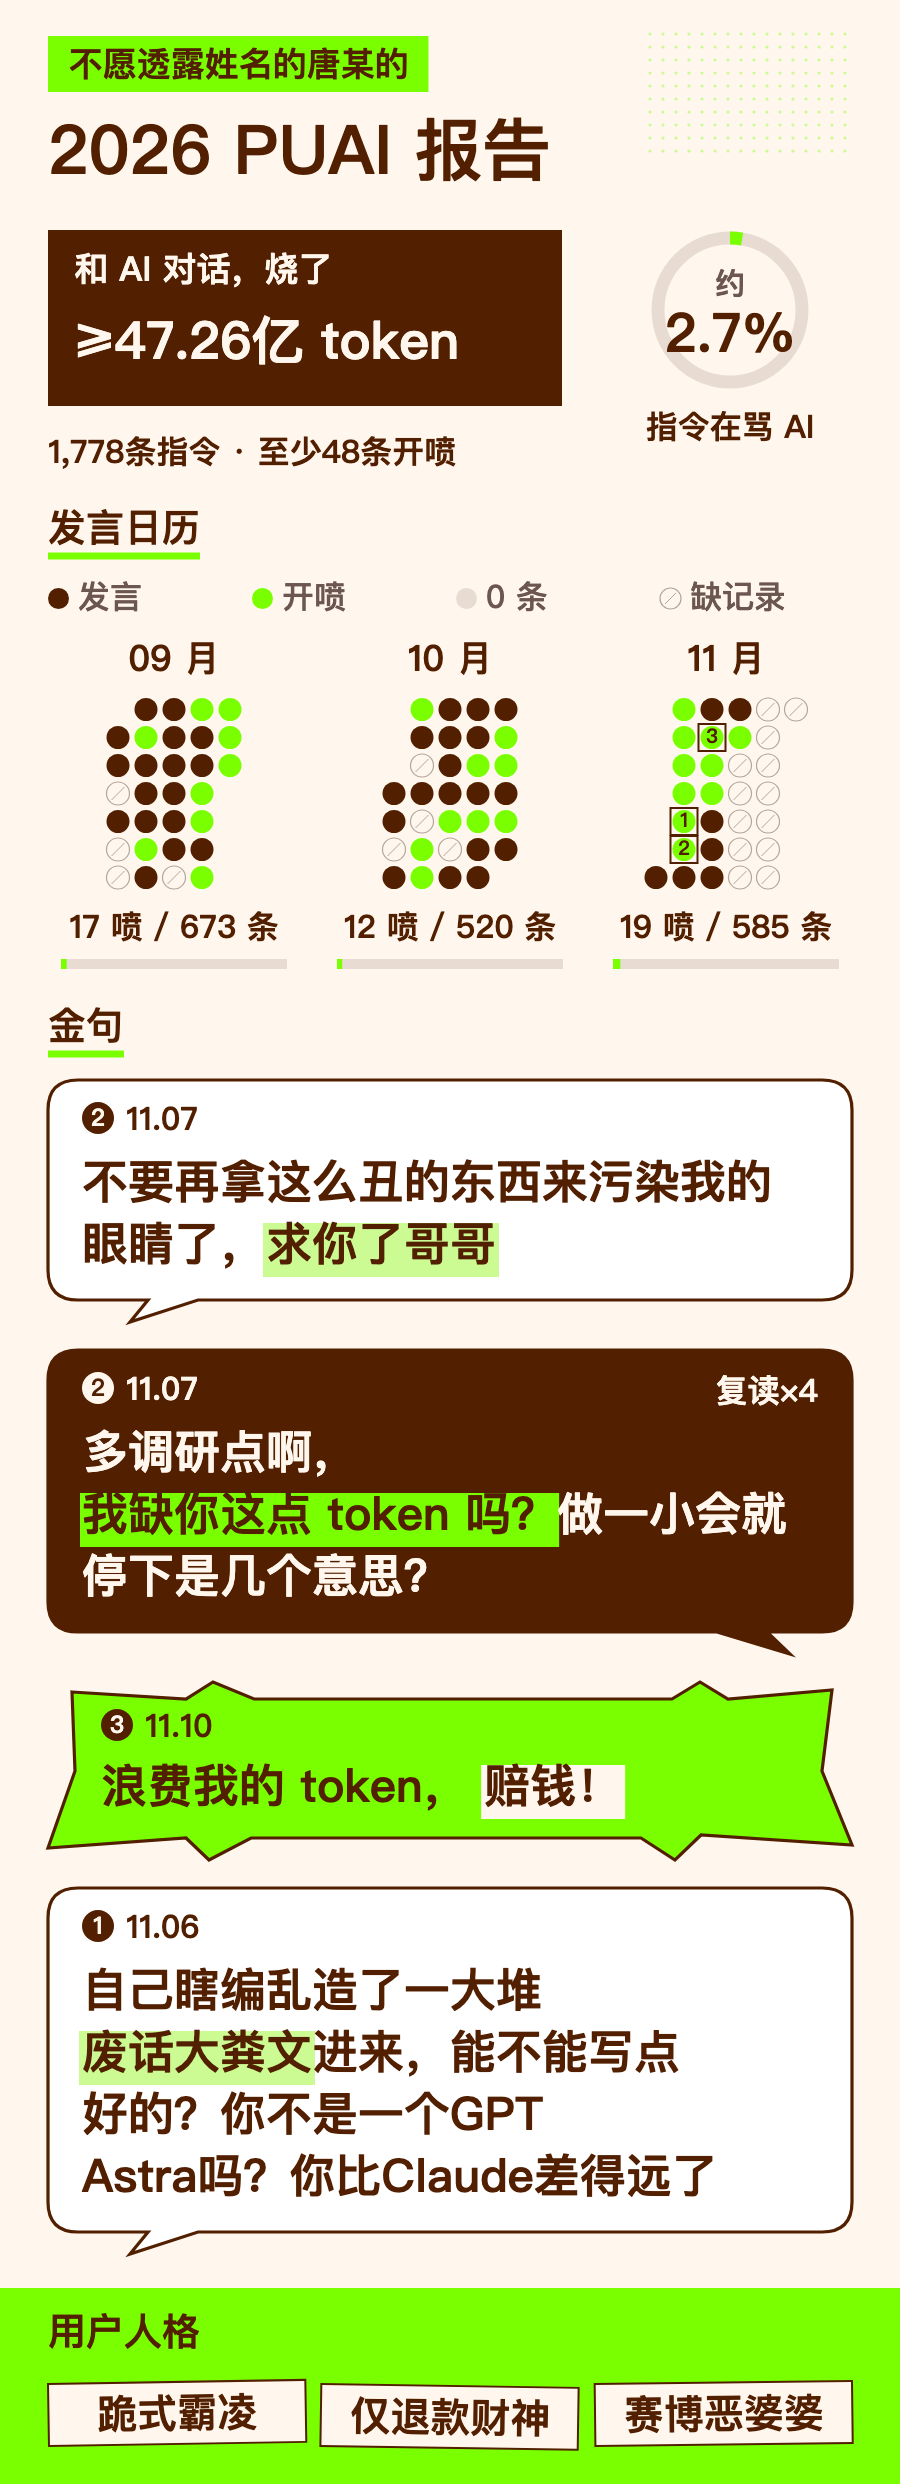 不愿透露姓名的唐某的
2026 PUAI 报告
和 AI 对话，烧了
≥47.26亿 token
约
2.7%
指令在骂 AI
1,778条指令 · 至少48条开喷
发言日历
发言 开喷 0 条 缺记录
09 月 10 月 11 月
3
1
2
17 喷 / 673 条 12 喷 / 520 条 19 喷 / 585 条
金句
2 11.07
不要再拿这么丑的东西来污染我的
眼睛了，求你了哥哥
2 11.07 复读×4
多调研点啊，
我缺你这点 token 吗？做一小会就
停下是几个意思？
3 11.10
浪费我的 token， 赔钱！
1 11.06
自己瞎编乱造了一大堆
废话大粪文进来，能不能写点
好的？你不是一个GPT
Astra吗？你比Claude差得远了
用户人格
跪式霸凌 仅退款财神 赛博恶婆婆